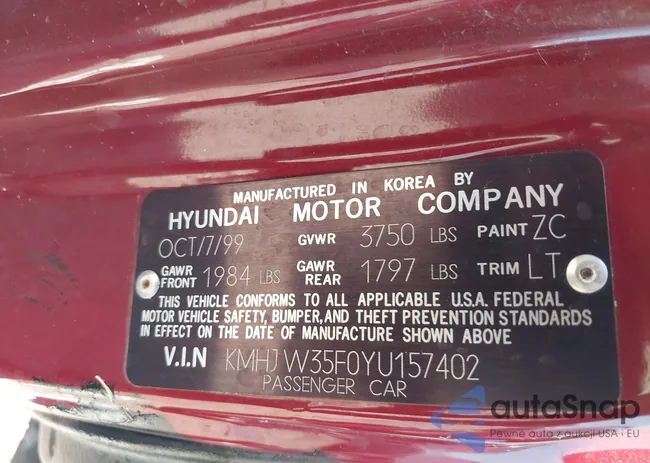 MANUFACTURED IN KOREA BY
HYUNDAI MOTOR COMPANY
OCT/7/99 GVWR 3750 LBS PAINT ZC
GAWR FRONT 1984 LBS GAWR REAR 1797 LBS TRIM LT
THIS VEHICLE CONFORMS TO ALL APPLICABLE U.S.A. FEDERAL
MOTOR VEHICLE SAFETY, BUMPER, AND THEFT PREVENTION STANDARDS
IN EFFECT ON THE DATE OF MANUFACTURE SHOWN ABOVE
V.I.N KMHJW35F0YU157402
PASSENGER CAR
autoSnap
Pewne auta z aukcji USA i EU